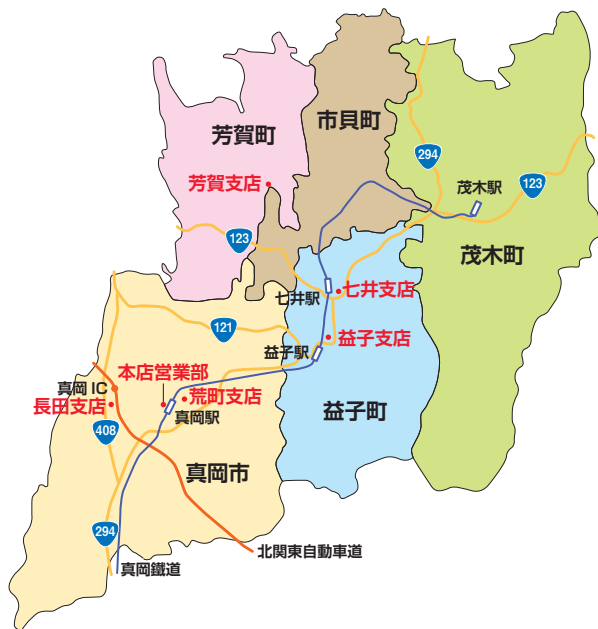 市貝町
芳賀町
294
茂木駅
123
芳賀支店
123
茂木町
七井駅
七井支店
121
益子支店
益子駅
本店営業部
真岡 IC
荒町支店
長田支店
真岡駅
益子町
408
真岡市
294
北関東自動車道
真岡鐵道